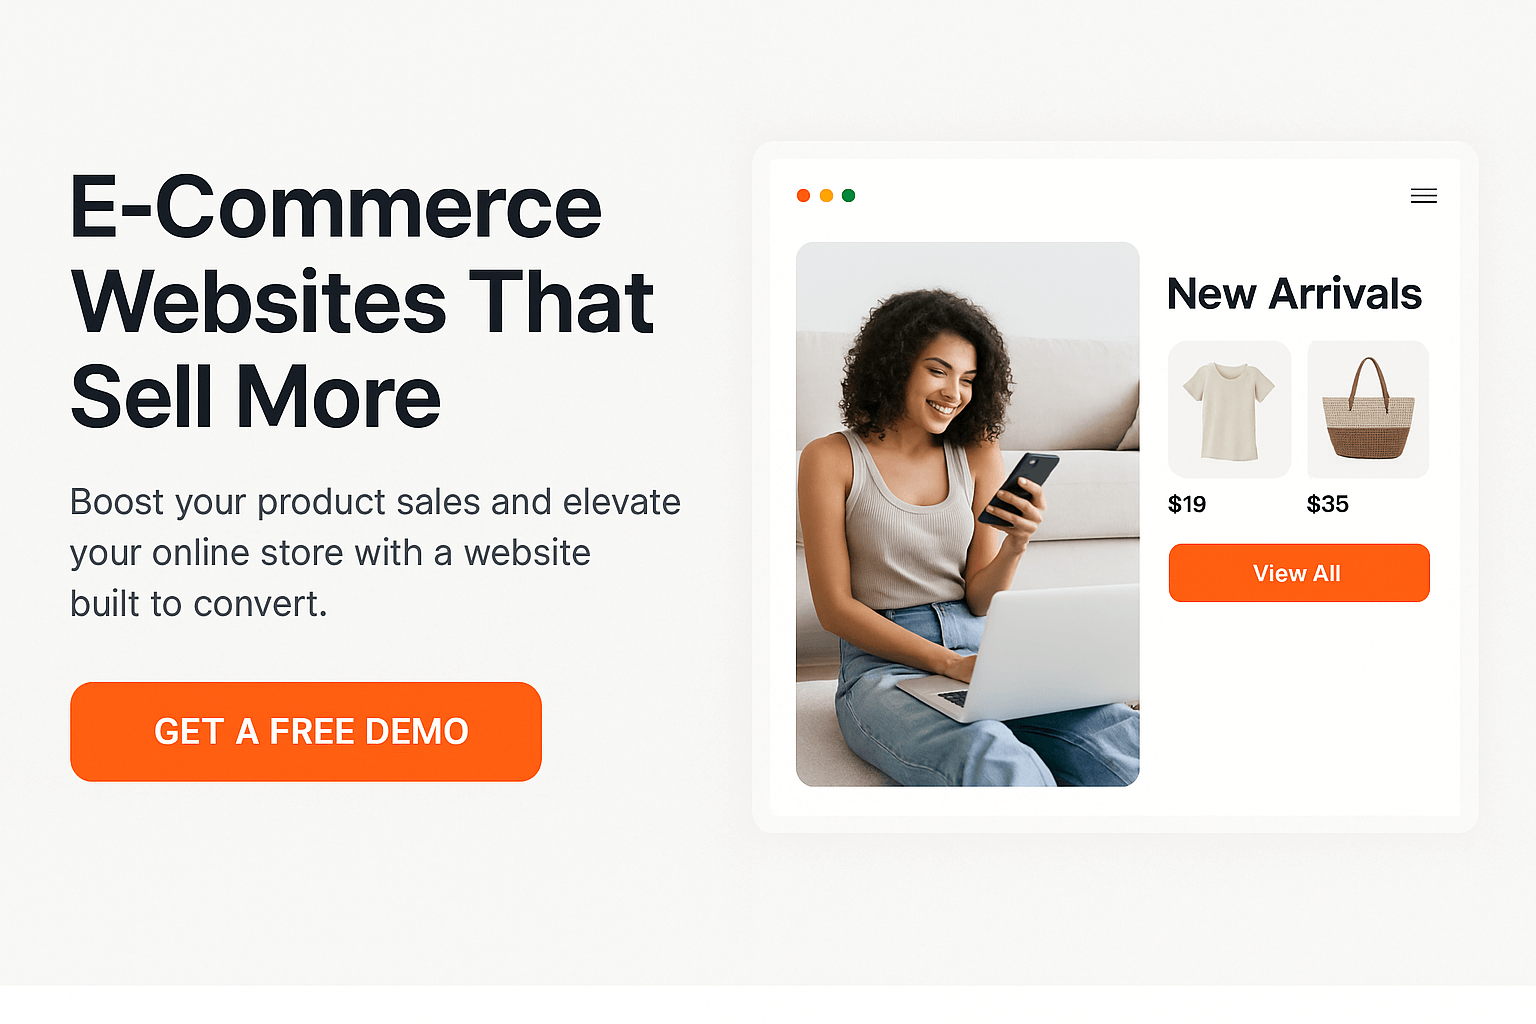 E-Commerce
Websites That
Sell More
Boost your product sales and elevate
your online store with a website
built to convert.
GET A FREE DEMO
New Arrivals
$19 $35
View All